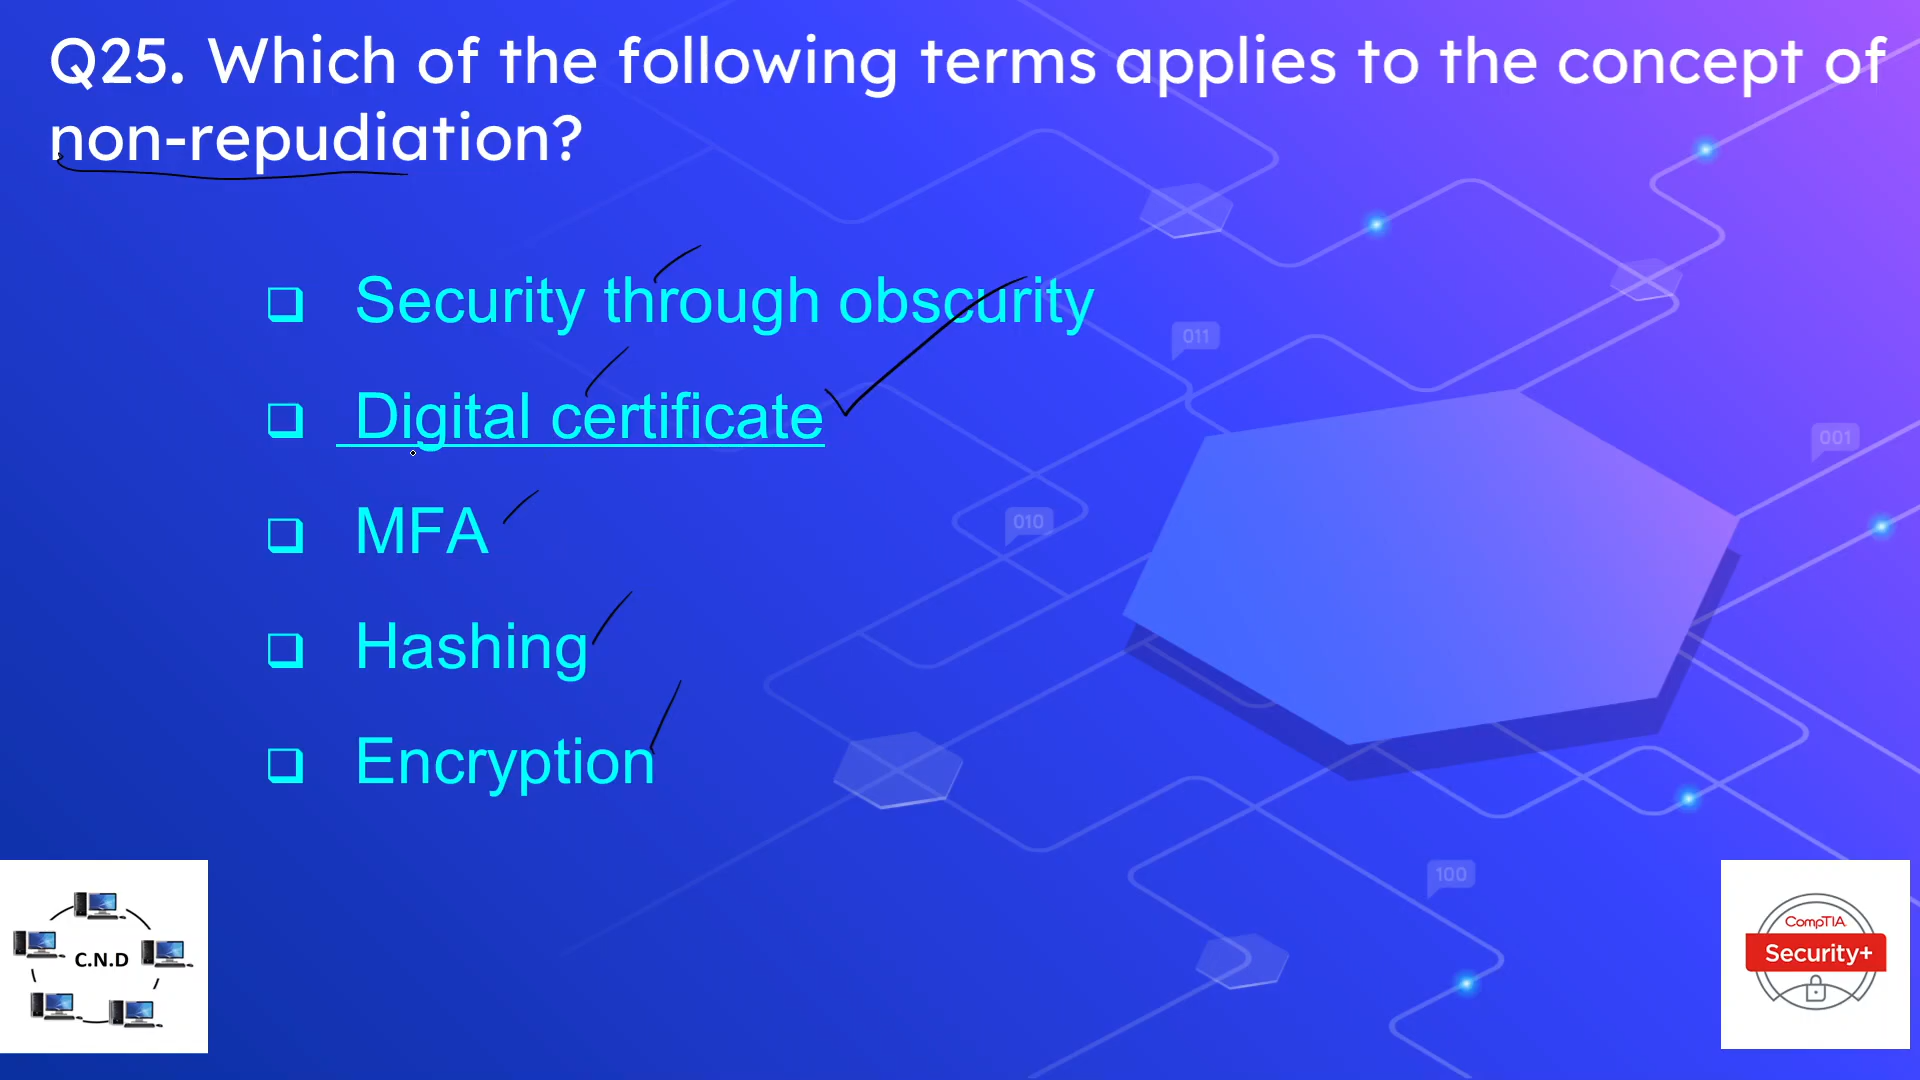 Q25. Which of the following terms applies to the concept of
non-repudiation?
Security through obscurity
Digital certificate
MFA
Hashing
Encryption
011
001
010
100
C.N.D
CompTIA
Security+